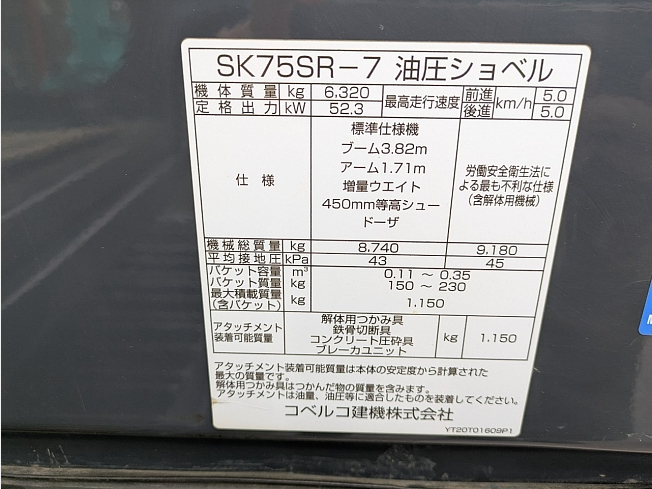 SK75SR-7 油圧ショベル
機体質量 kg 6.320 最高走行速度 前進 km/h 5.0
定格出力 kW 52.3 後進 5.0
仕様 標準仕様機
ブーム3.82m
アーム1.71m
増量ウエイト
450mm等高シュー
ドーザ
労働安全衛生法に
よる最も不利な仕様
(含解体用機械)
機械総質量 kg 8.740 9.180
平均接地圧 kPa 43 45
バケット容量 m³ 0.11 ～ 0.35
バケット質量 kg 150 ～ 230
最大積載質量
(含バケット) kg 1.150
アタッチメント
装着可能質量
解体用つかみ具
鉄骨切断具
コンクリート圧砕具
ブレーカユニット
kg 1.150
アタッチメント装着可能質量は本体の安定度から計算された
最大の質量です。
解体用つかみ具はつかんだ物の質量を含みます。
アタッチメントは油量、油圧等に適合したものを装着してください。
コベルコ建機株式会社
YT20T01609P1